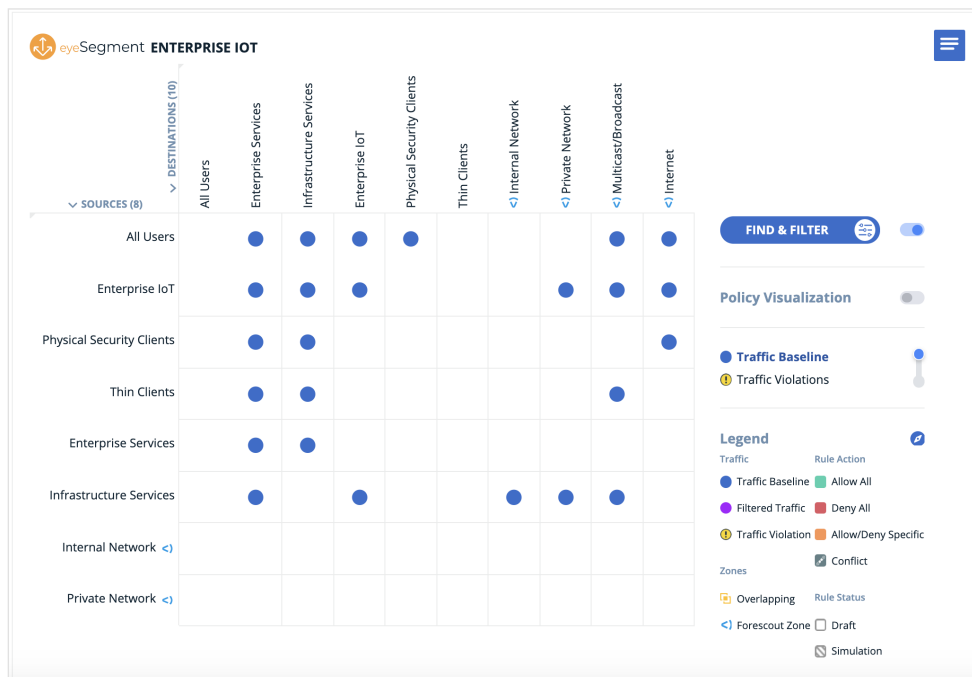 eyeSegment ENTERPRISE IOT
DESTINATIONS (10)
All Users
Enterprise Services
Infrastructure Services
Enterprise IoT
Physical Security Clients
Thin Clients
Internal Network
Private Network
Multicast/Broadcast
Internet
SOURCES (8)
All Users
Enterprise IoT
Physical Security Clients
Thin Clients
Enterprise Services
Infrastructure Services
Internal Network
Private Network
FIND & FILTER
Policy Visualization
Traffic Baseline
Traffic Violations
Legend
Traffic Rule Action
Traffic Baseline Allow All
Filtered Traffic Deny All
Traffic Violation Allow/Deny Specific
Conflict
Zones
Overlapping Rule Status
Forescout Zone Draft
Simulation